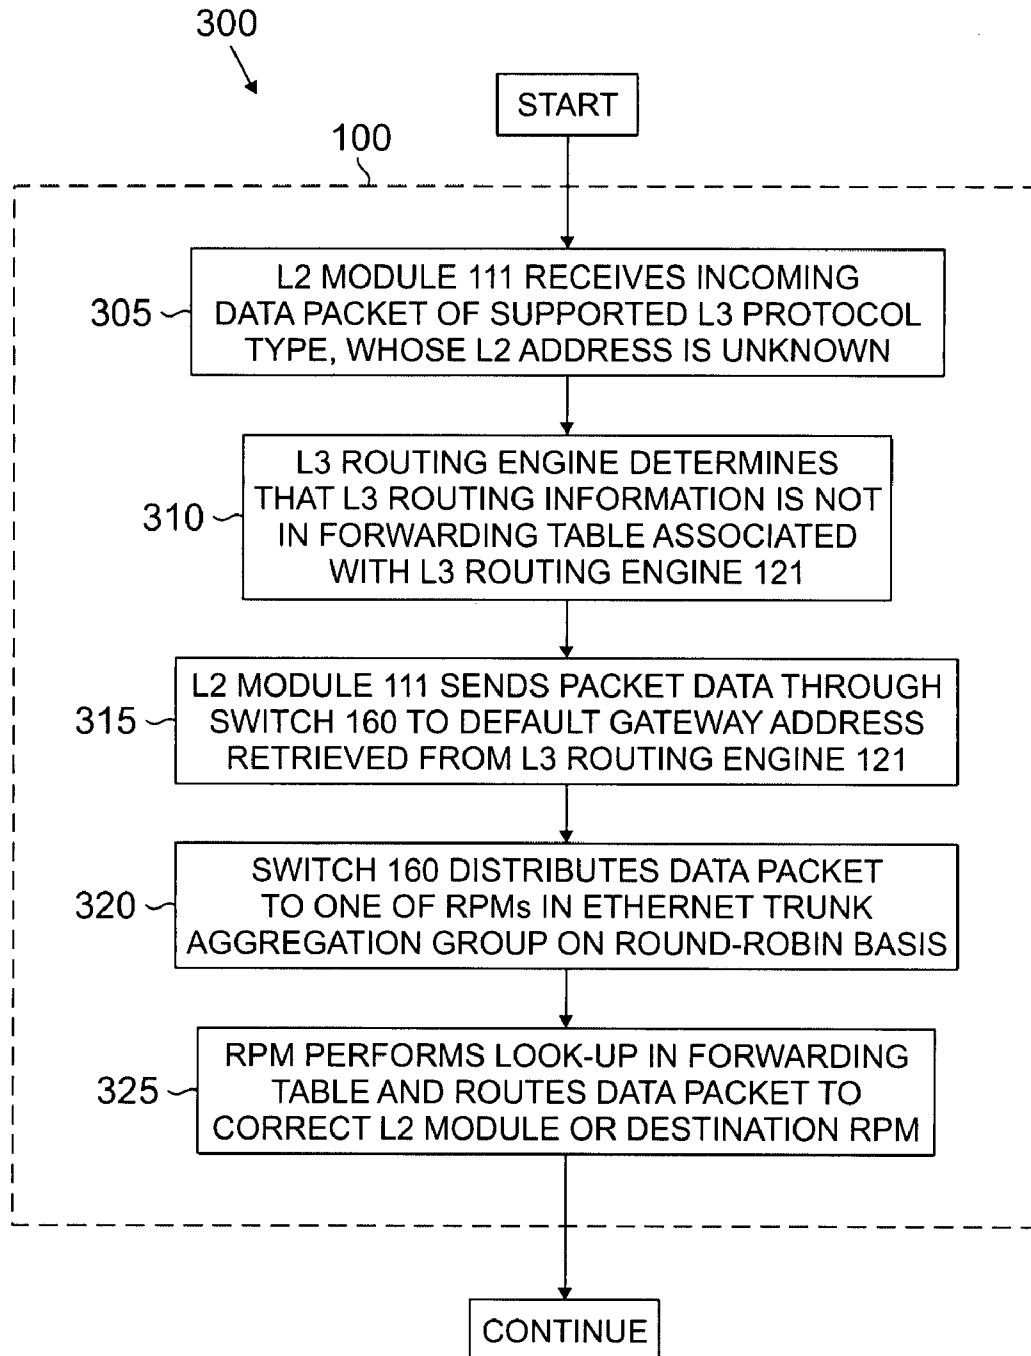 300
START
100
305
L2 MODULE 111 RECEIVES INCOMING
DATA PACKET OF SUPPORTED L3 PROTOCOL
TYPE, WHOSE L2 ADDRESS IS UNKNOWN
310
L3 ROUTING ENGINE DETERMINES
THAT L3 ROUTING INFORMATION IS NOT
IN FORWARDING TABLE ASSOCIATED
WITH L3 ROUTING ENGINE 121
315
L2 MODULE 111 SENDS PACKET DATA THROUGH
SWITCH 160 TO DEFAULT GATEWAY ADDRESS
RETRIEVED FROM L3 ROUTING ENGINE 121
320
SWITCH 160 DISTRIBUTES DATA PACKET
TO ONE OF RPMs IN ETHERNET TRUNK
AGGREGATION GROUP ON ROUND-ROBIN BASIS
325
RPM PERFORMS LOOK-UP IN FORWARDING
TABLE AND ROUTES DATA PACKET TO
CORRECT L2 MODULE OR DESTINATION RPM
CONTINUE